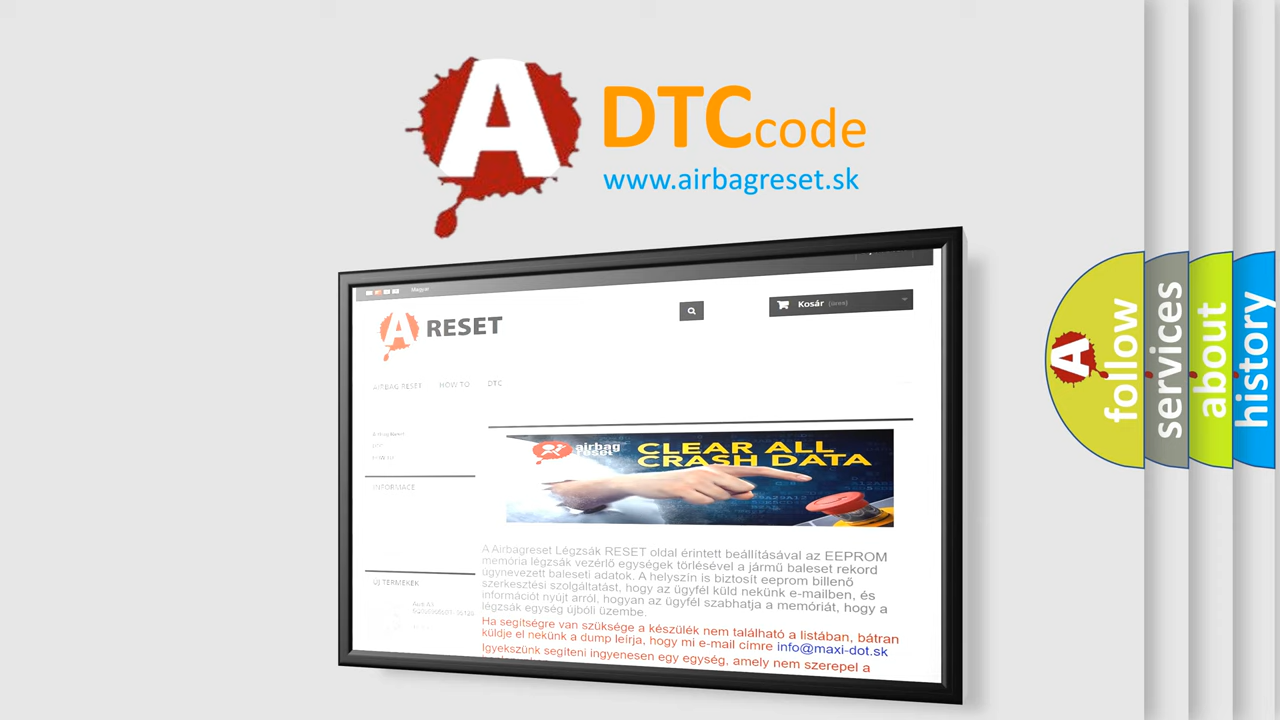 A DTC code
www.airbagreset.sk
Magyar
Kosár (üres)
A RESET
AIRBAG RESET HOW TO DTC
INFORMACE
airbag
reset
CLEAR ALL
CRASH DATA
A Airbagreset Légzsák RESET oldal érintett beállításával az EEPROM
memória légzsák vezérlő egységek törlésével a jármű baleset rekord
úgynevezett baleseti adatok. A helyszín is biztosít eeprom billenő
szerkesztési szolgáltatást, hogy az ügyfél küld nekünk e-mailben, és
információt nyújt arról, hogyan az ügyfél szabhatja a memóriát, hogy a
légzsák egység újbóli üzembe.
ÚJ TERMÉKEK
Ha segítségre van szüksége a készülék nem található a listában, bátran
küldje el nekünk a dump leírja, hogy mi e-mail címre info@maxi-dot.sk
Igyekszünk segíteni ingyenesen egy egység, amely nem szerepel a
A follow
services
about
history